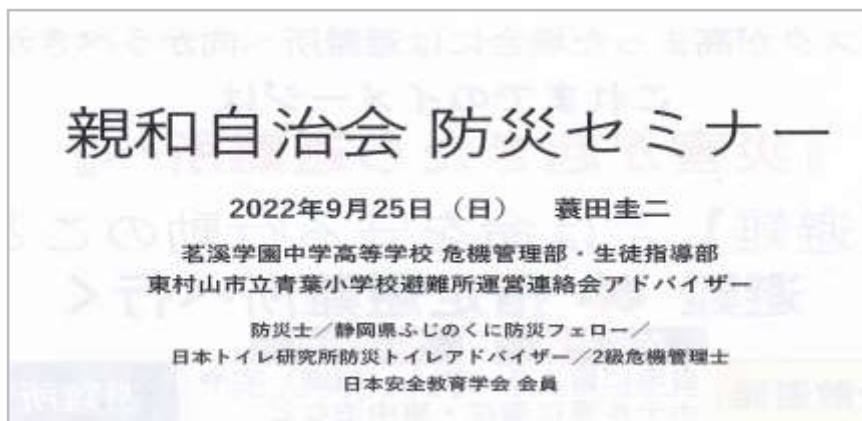 親和自治会 防災セミナー
2022年9月25日（日） 蓑田圭二
茗溪学園中学高等学校 危機管理部・生徒指導部
東村山市立青葉小学校避難所運営連絡会アドバイザー
防災士／静岡県ふじのくに防災フェロー／
日本トイレ研究所防災トイレアドバイザー／2級危機管理士
日本安全教育学会 会員